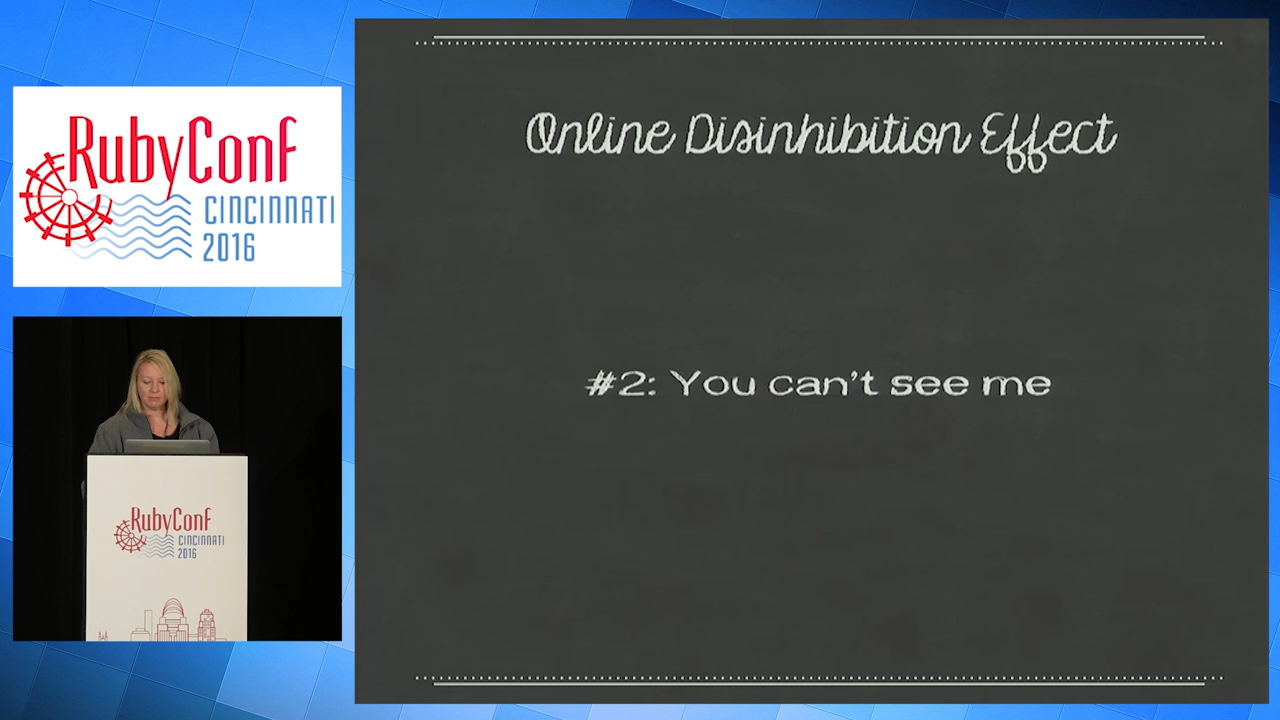 RubyConf
CINCINNATI
2016
Online Disinhibition Effect
#2: You can't see me
RubyConf
CINCINNATI
2016